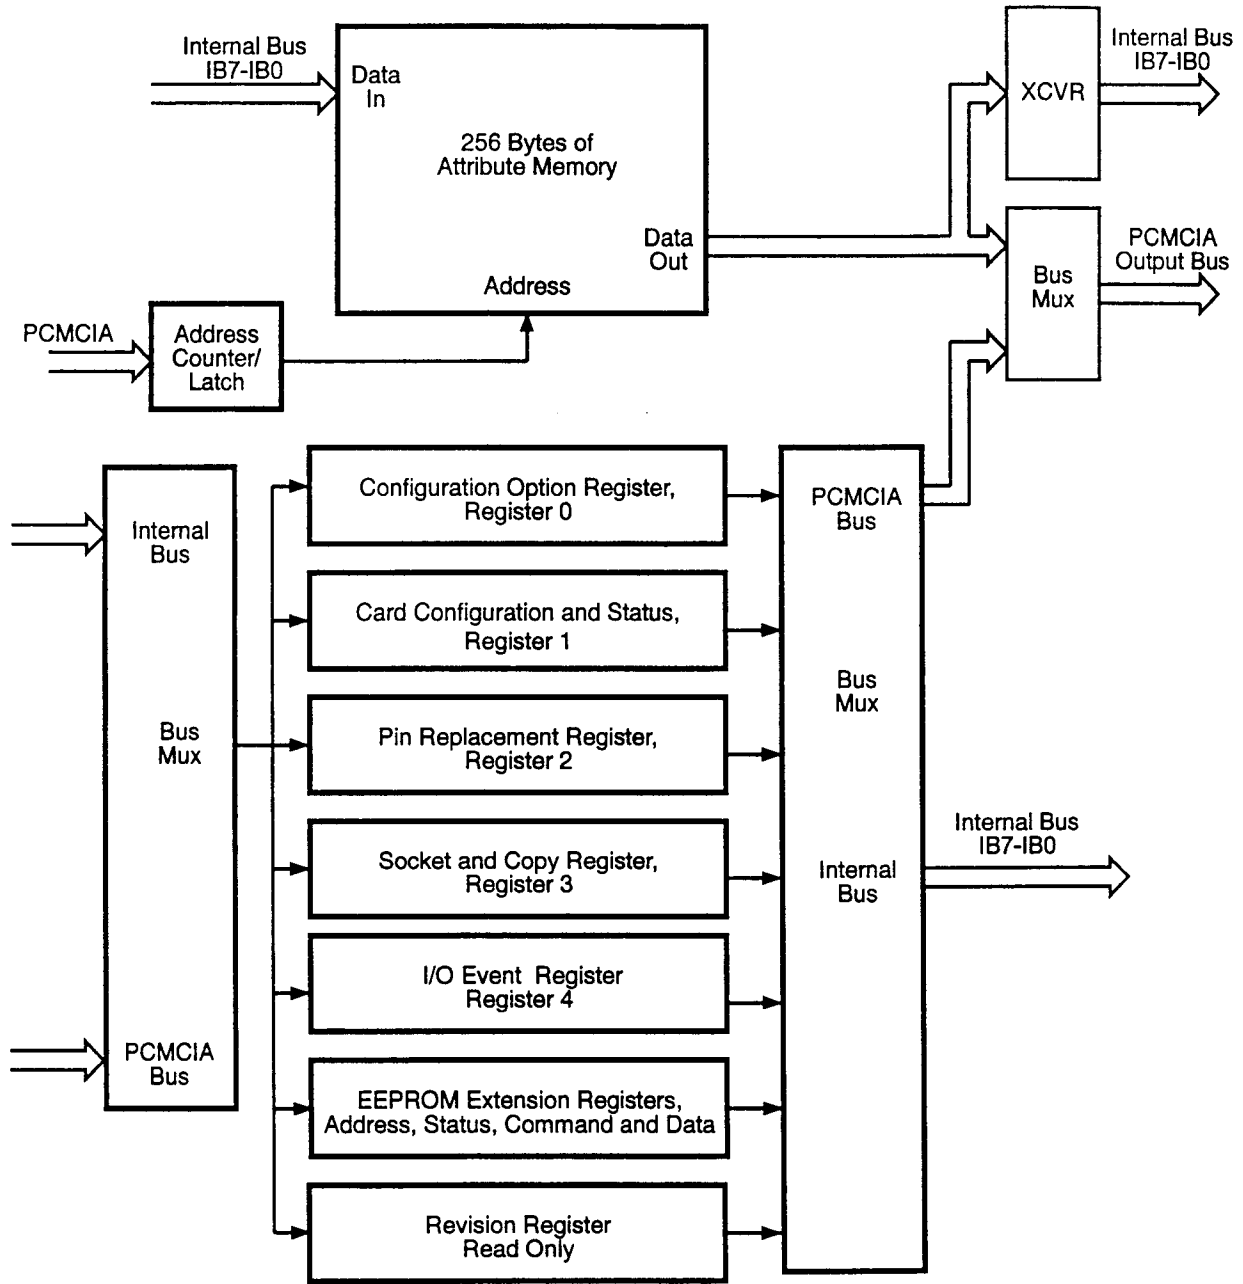 Internal Bus
IB7-IB0
Data
In
256 Bytes of
Attribute Memory
Data
Out
Address
XCVR
Internal Bus
IB7-IB0
Bus
Mux
PCMCIA
Output Bus
PCMCIA
Address
Counter/
Latch
Internal
Bus
Bus
Mux
PCMCIA
Bus
Configuration Option Register,
Register 0
Card Configuration and Status,
Register 1
Pin Replacement Register,
Register 2
Socket and Copy Register,
Register 3
I/O Event Register
Register 4
EEPROM Extension Registers,
Address, Status, Command and Data
Revision Register
Read Only
PCMCIA
Bus
Bus
Mux
Internal
Bus
Internal Bus
IB7-IB0